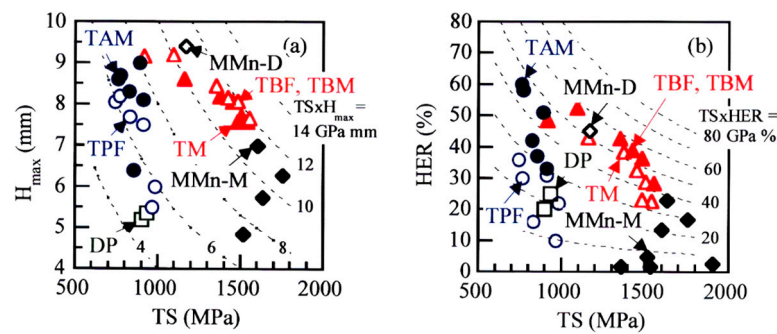 (a)
TAM
MMn-D
TBF, TBM
TSxHmax =
14 GPa mm
TPF
TM
12
MMn-M
10
DP
4
6
8
Hmax (mm)
10
9
8
7
6
5
4
500
1000
1500
2000
TS (MPa)
(b)
TAM
MMn-D
TBF, TBM
TSxHER =
80 GPa %
DP
60
TM
40
TPF
MMn-M
20
HER (%)
80
70
60
50
40
30
20
10
0
500
1000
1500
2000
TS (MPa)